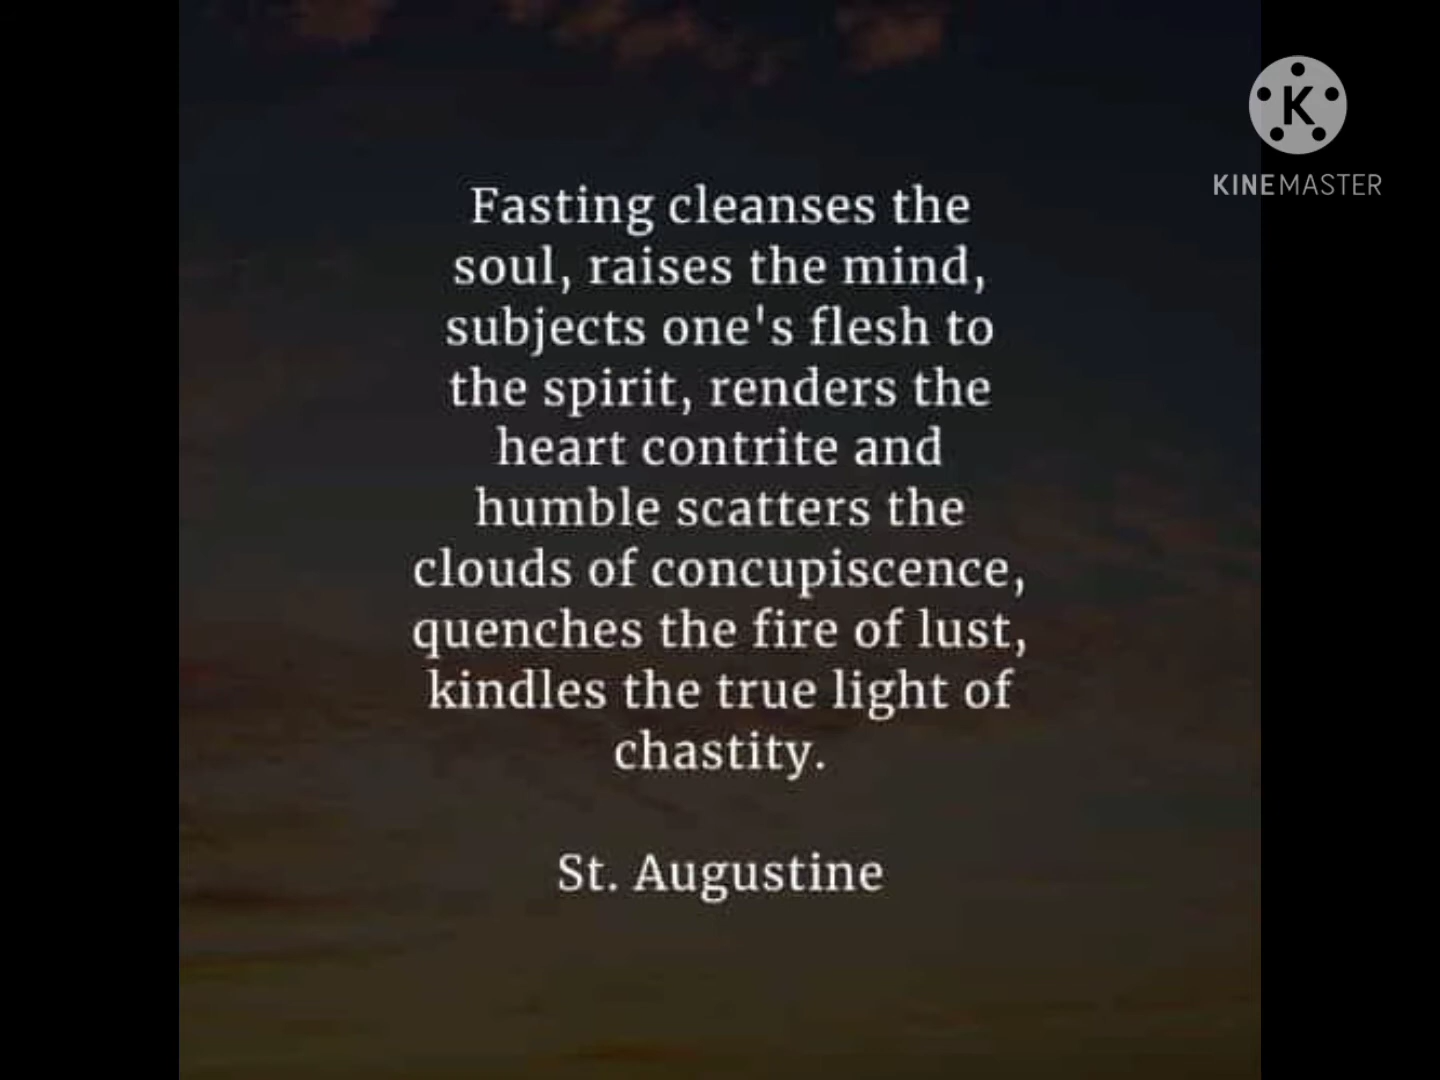 K
KINEMASTER
Fasting cleanses the
soul, raises the mind,
subjects one's flesh to
the spirit, renders the
heart contrite and
humble scatters the
clouds of concupiscence,
quenches the fire of lust,
kindles the true light of
chastity.
St. Augustine